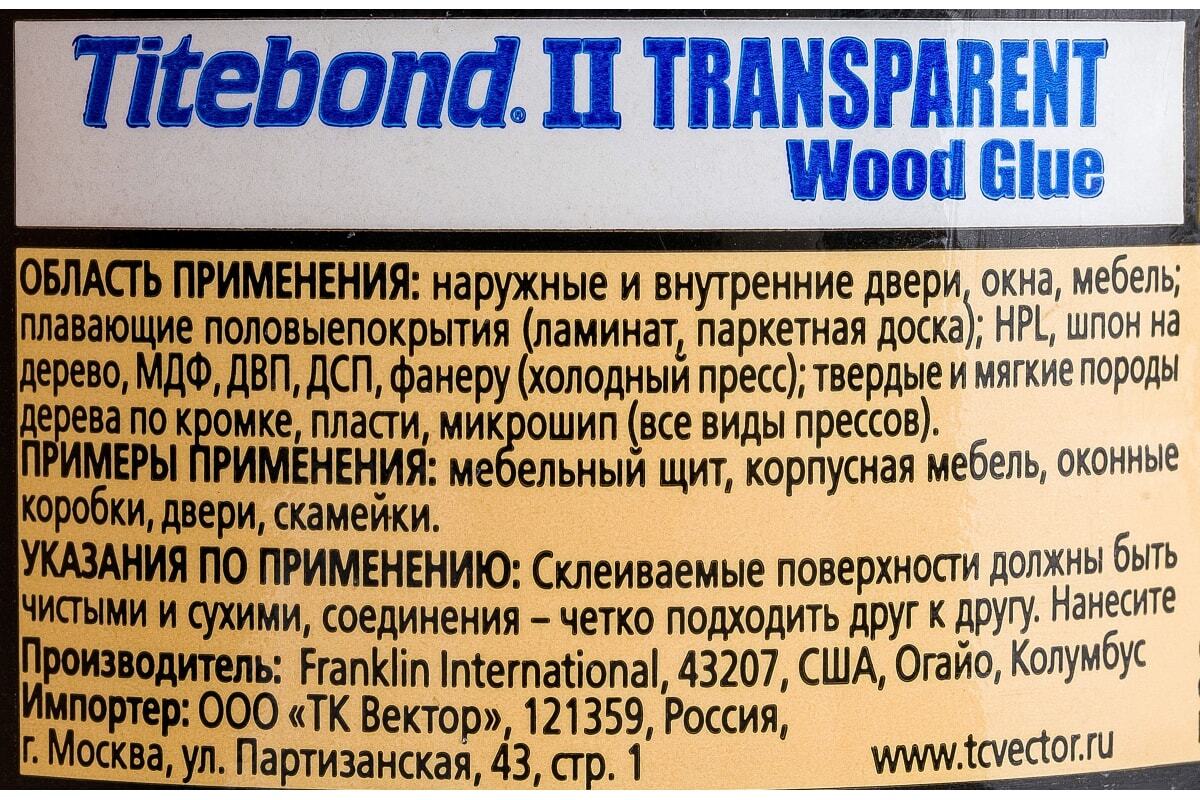 Titebond® II TRANSPARENT
Wood Glue
ОБЛАСТЬ ПРИМЕНЕНИЯ: наружные и внутренние двери, окна, мебель;
плавающие половыепокрытия (ламинат, паркетная доска); HPL, шпон на
дерево, МДФ, ДВП, ДСП, фанеру (холодный пресс); твердые и мягкие породы
дерева по кромке, пласти, микрошип (все виды прессов).
ПРИМЕРЫ ПРИМЕНЕНИЯ: мебельный щит, корпусная мебель, оконные
коробки, двери, скамейки.
УКАЗАНИЯ ПО ПРИМЕНЕНИЮ: Склеиваемые поверхности должны быть
чистыми и сухими, соединения – четко подходить друг к другу. Нанесите
Производитель: Franklin International, 43207, США, Огайо, Колумбус
Импортер: ООО «ТК Вектор», 121359, Россия,
г. Москва, ул. Партизанская, 43, стр. 1
www.tcvector.ru